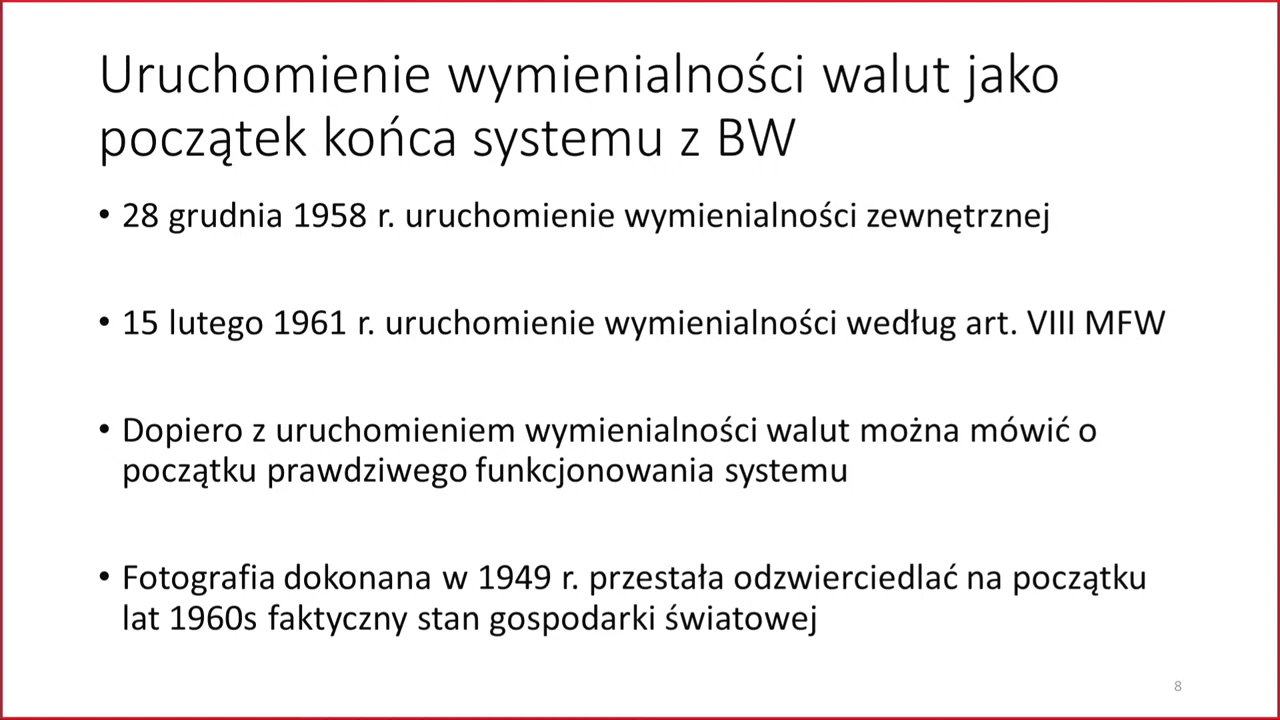 Uruchomienie wymienialności walut jako
początek końca systemu z BW
• 28 grudnia 1958 r. uruchomienie wymienialności zewnętrznej
• 15 lutego 1961 r. uruchomienie wymienialności według art. VIII MFW
• Dopiero z uruchomieniem wymienialności walut można mówić o
początku prawdziwego funkcjonowania systemu
• Fotografia dokonana w 1949 r. przestała odzwierciedlać na początku
lat 1960s faktyczny stan gospodarki światowej
8